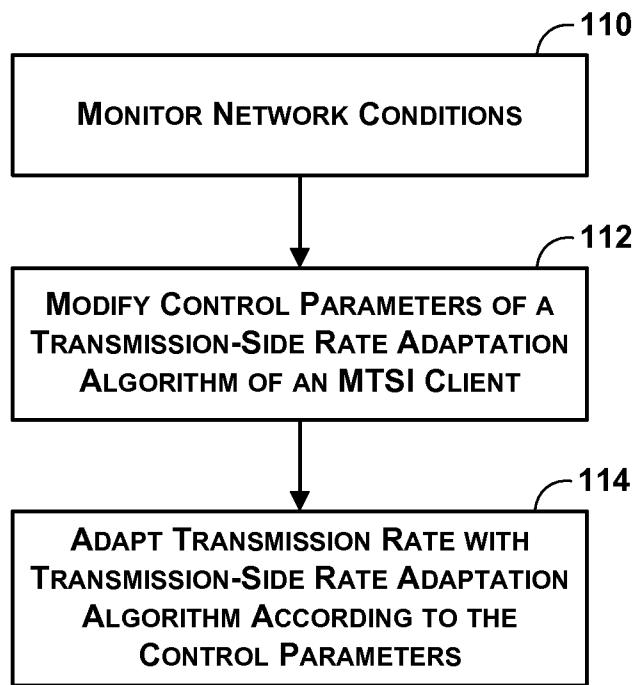 110
MONITOR NETWORK CONDITIONS
112
MODIFY CONTROL PARAMETERS OF A
TRANSMISSION-SIDE RATE ADAPTATION
ALGORITHM OF AN MTSI CLIENT
114
ADAPT TRANSMISSION RATE WITH
TRANSMISSION-SIDE RATE ADAPTATION
ALGORITHM ACCORDING TO THE
CONTROL PARAMETERS